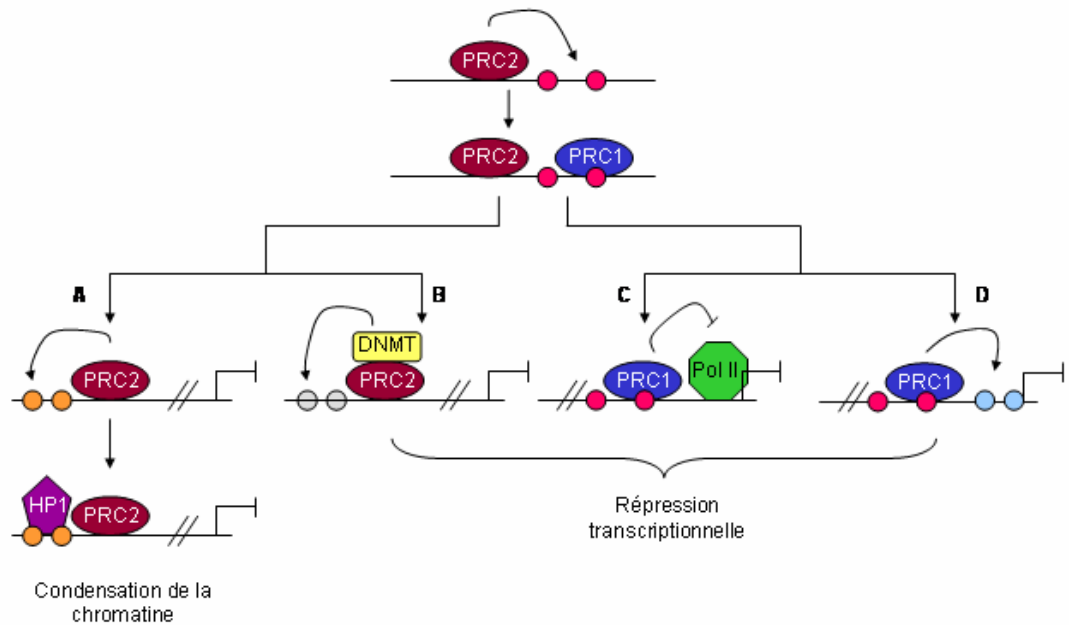 PRC2
PRC2
PRC1
A
B
C
D
DNMT
PRC2
PRC2
PRC1
Pol II
PRC1
HP1
PRC2
Répression
transcriptionnelle
Condensation de la
chromatine